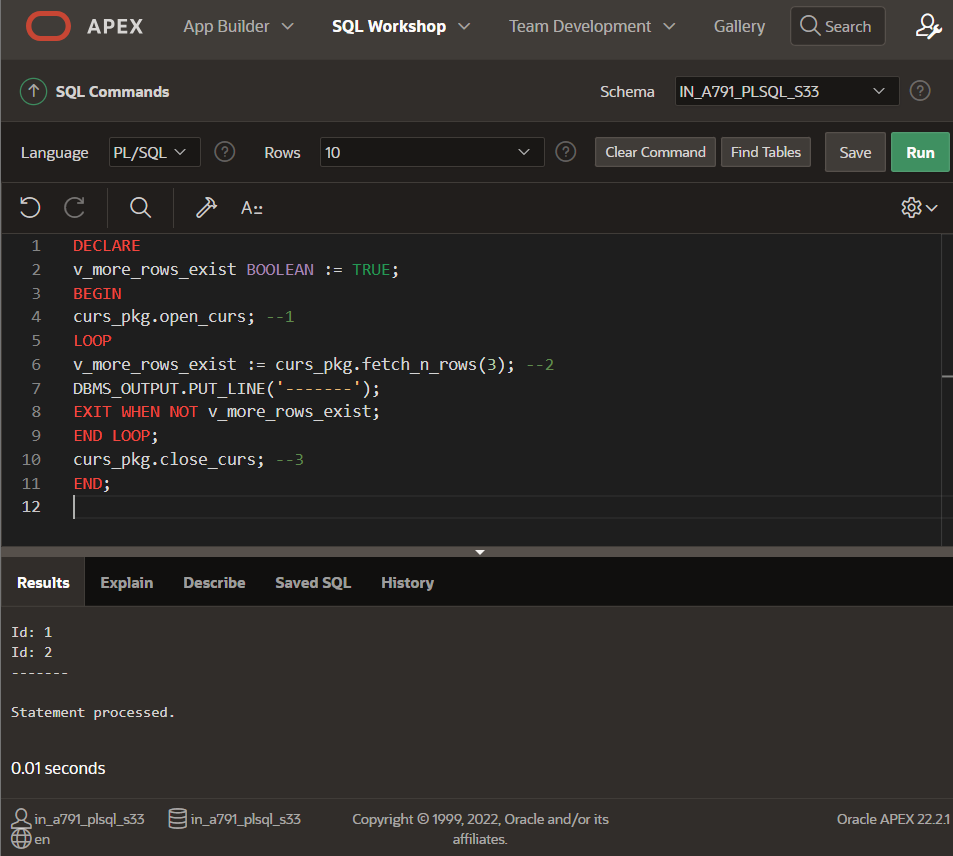 APEX App Builder SQL Workshop Team Development Gallery Search
SQL Commands Schema IN_A791_PLSQL_S33 ?
Language PL/SQL ? Rows 10 ? Clear Command Find Tables Save Run
A::
1 DECLARE
2 v_more_rows_exist BOOLEAN := TRUE;
3 BEGIN
4 curs_pkg.open_curs; --1
5 LOOP
6 v_more_rows_exist := curs_pkg.fetch_n_rows(3); --2
7 DBMS_OUTPUT.PUT_LINE('-------');
8 EXIT WHEN NOT v_more_rows_exist;
9 END LOOP;
10 curs_pkg.close_curs; --3
11 END;
12
Results Explain Describe Saved SQL History
Id: 1
Id: 2
-------
Statement processed.
0.01 seconds
in_a791_plsql_s33 in_a791_plsql_s33 Copyright © 1999, 2022, Oracle and/or its Oracle APEX 22.2.1
en affiliates.